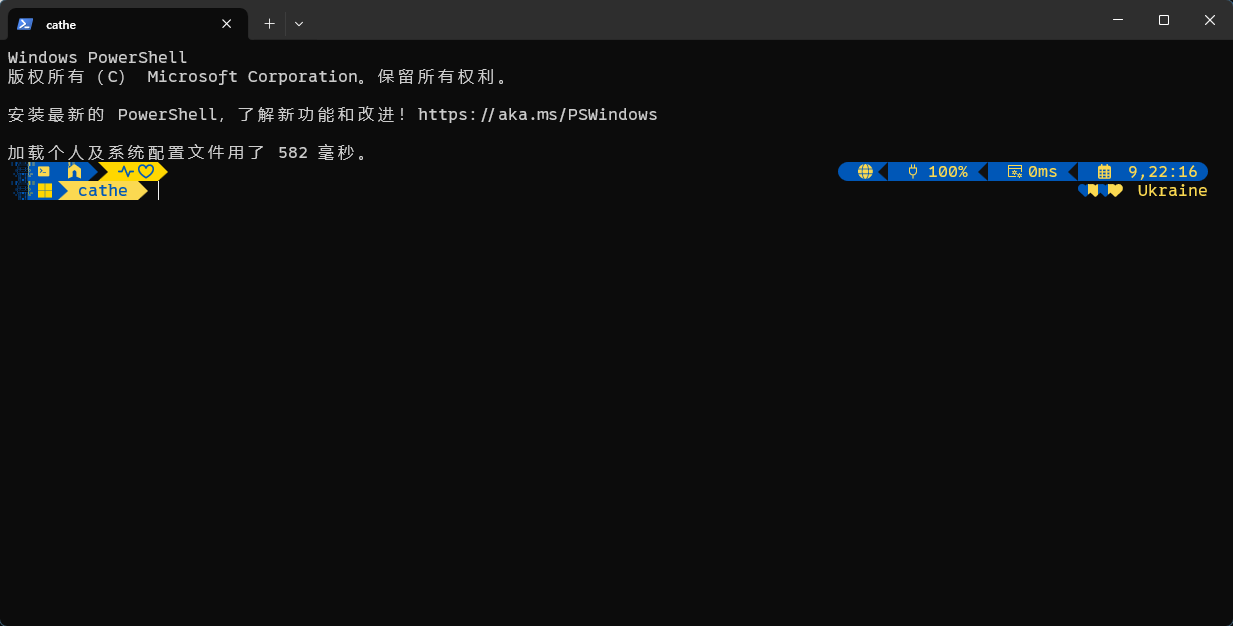 cathe
Windows PowerShell
版权所有 (C) Microsoft Corporation。保留所有权利。
安装最新的 PowerShell，了解新功能和改进！https://aka.ms/PSWindows
加载个人及系统配置文件用了 582 毫秒。
100% 0ms 9,22:16
cathe Ukraine